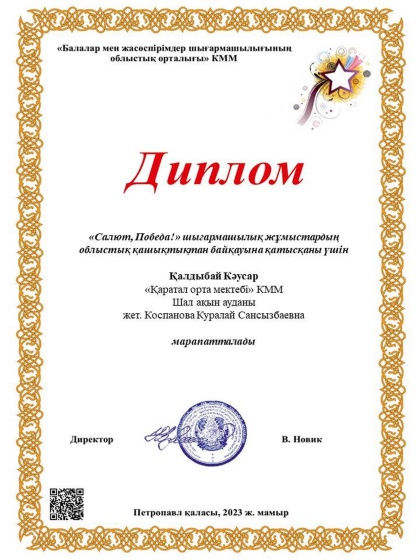 «Балалар мен жасөспірімдер шығармашылығының
облыстық орталығы» КММ
Диплом
«Салют, Победа!» шығармашылық жұмыстардың
облыстық қашықтықтан байқауына қатысқаны үшін
Қалдыбай Кәусар
«Қаратал орта мектебі» КММ
Шал ақын ауданы
жет. Коспанова Куралай Сансызбаевна
марапатталады
Директор
В. Новик
Петропавл қаласы, 2023 ж. мамыр